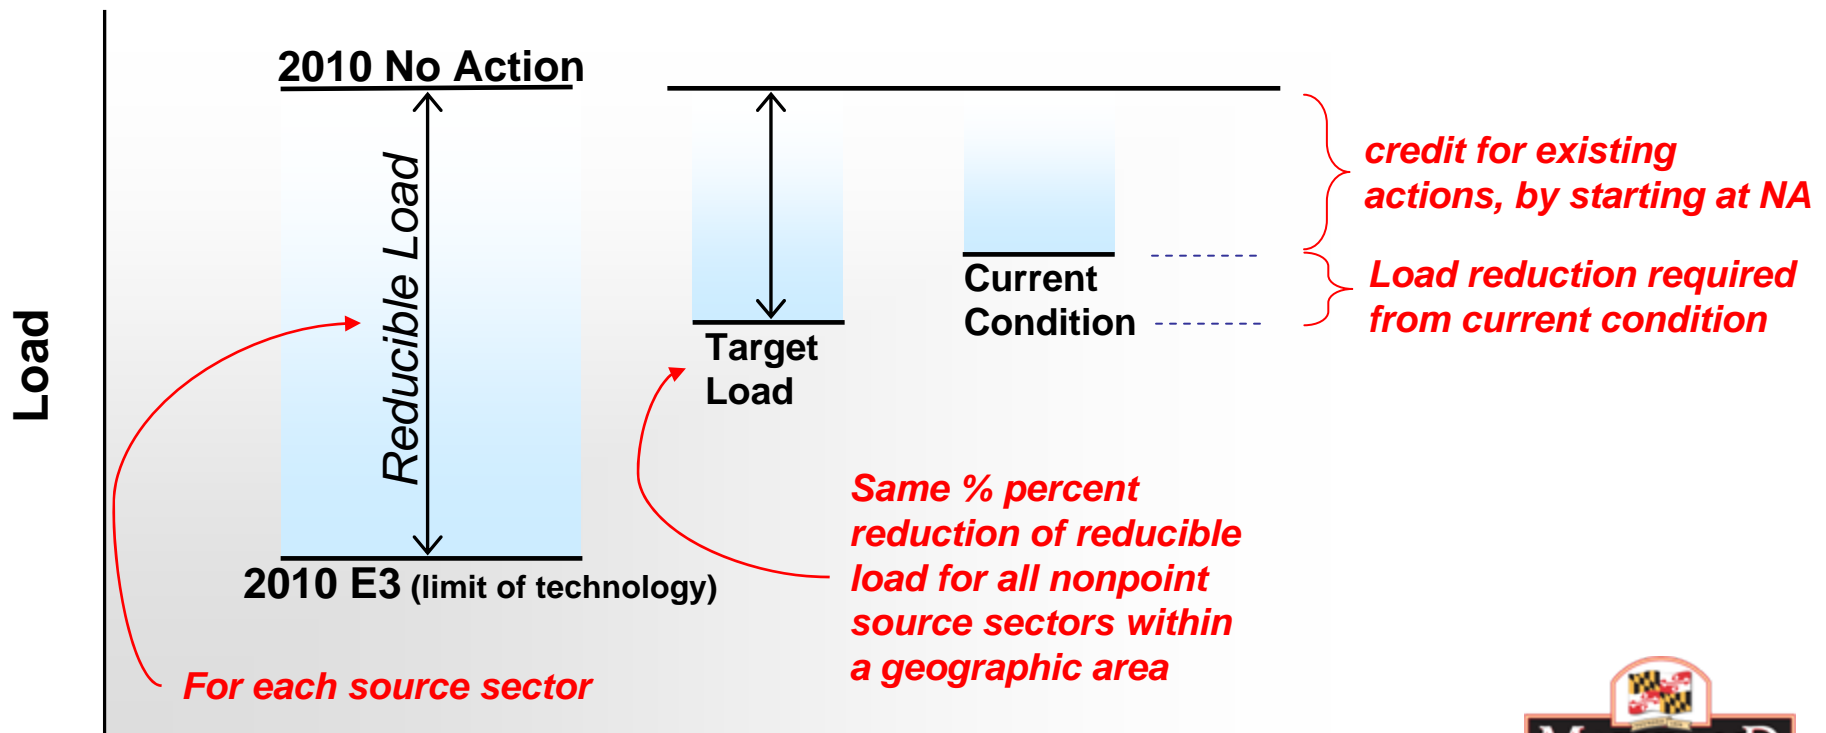 2010 No Action
Reducible Load
Load
2010 E3 (limit of technology)
For each source sector
Target
Load
Current
Condition
Same % percent
reduction of reducible
load for all nonpoint
source sectors within
a geographic area
credit for existing
actions, by starting at NA
Load reduction required
from current condition